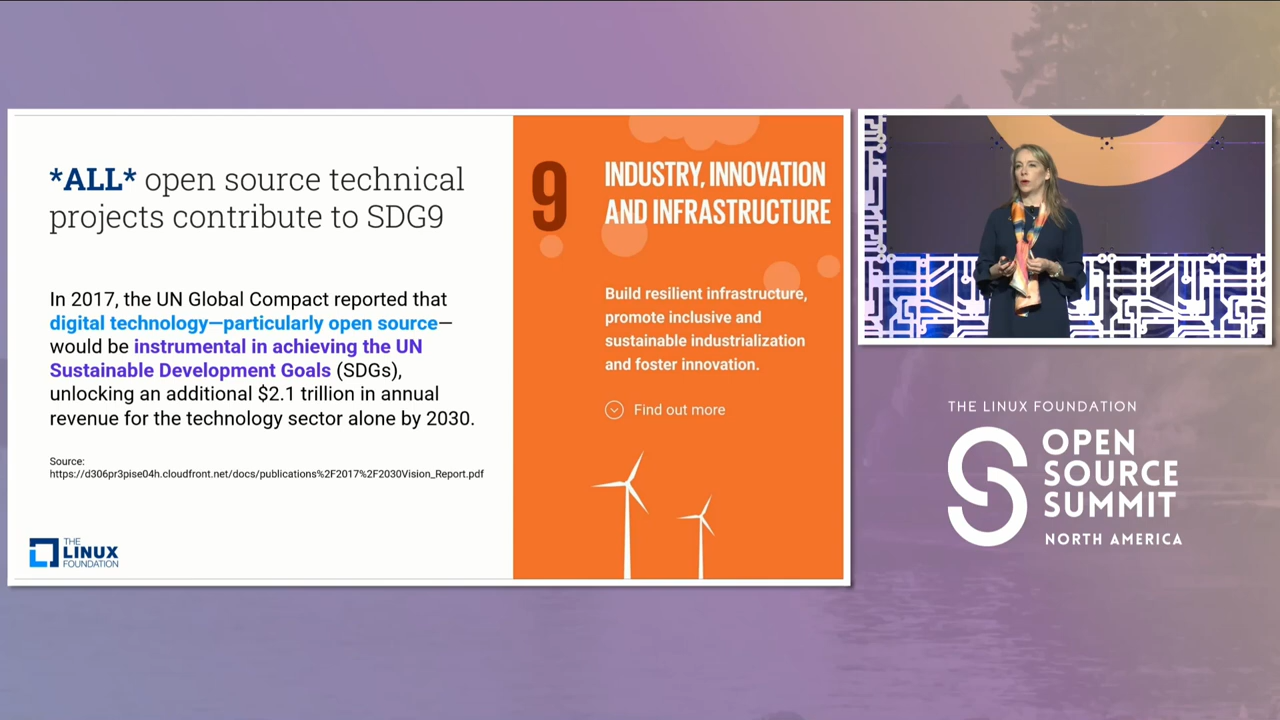 *ALL* open source technical
projects contribute to SDG9
In 2017, the UN Global Compact reported that
digital technology—particularly open source—
would be instrumental in achieving the UN
Sustainable Development Goals (SDGs),
unlocking an additional $2.1 trillion in annual
revenue for the technology sector alone by 2030.
Source:
https://d306pr3pise04h.cloudfront.net/docs/publications%2F2017%2F2030Vision_Report.pdf
THE
LINUX
FOUNDATION
9
INDUSTRY, INNOVATION
AND INFRASTRUCTURE
Build resilient infrastructure,
promote inclusive and
sustainable industrialization
and foster innovation.
Find out more
THE LINUX FOUNDATION
OPEN
SOURCE
SUMMIT
NORTH AMERICA